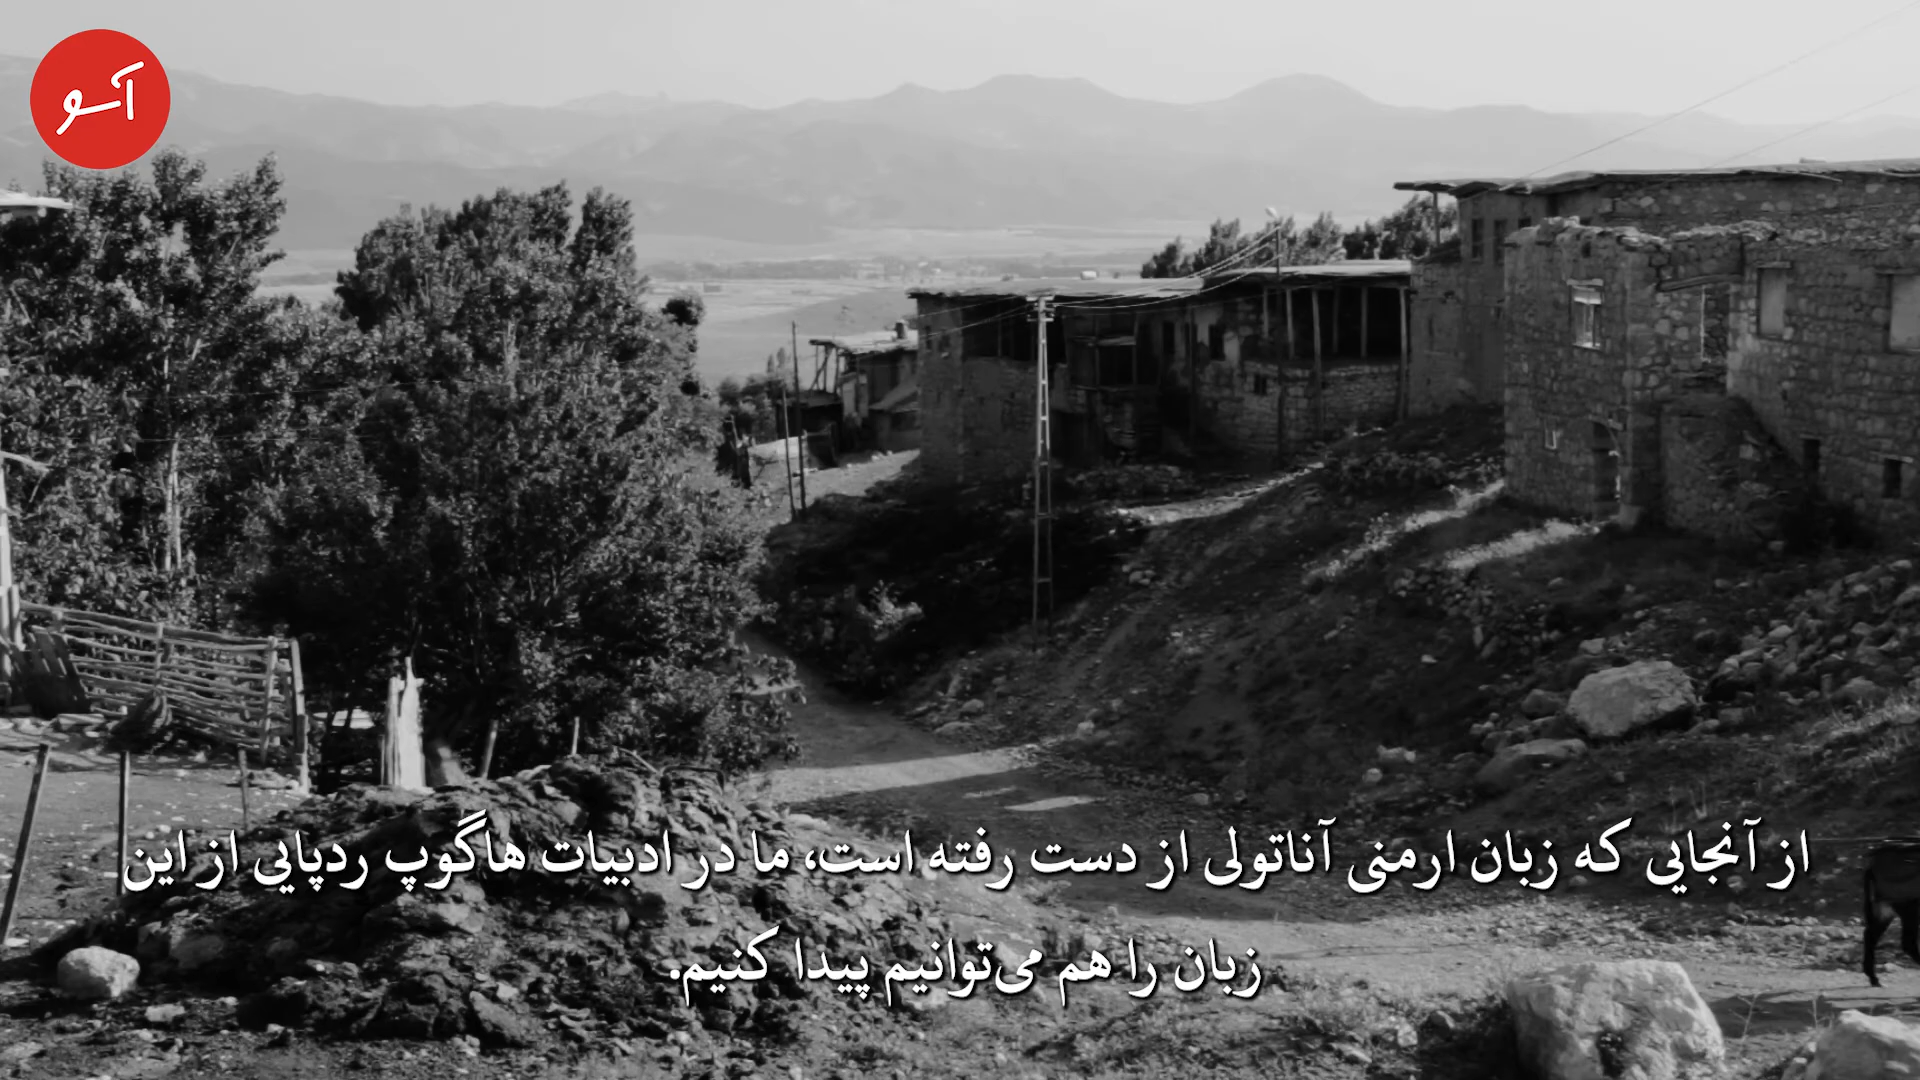 آسو
از آنجایی که زبان ارمنی آناتولی از دست رفته است، ما در ادبیات هاگوپ ردپایی از این
زبان را هم می‌توانیم پیدا کنیم.